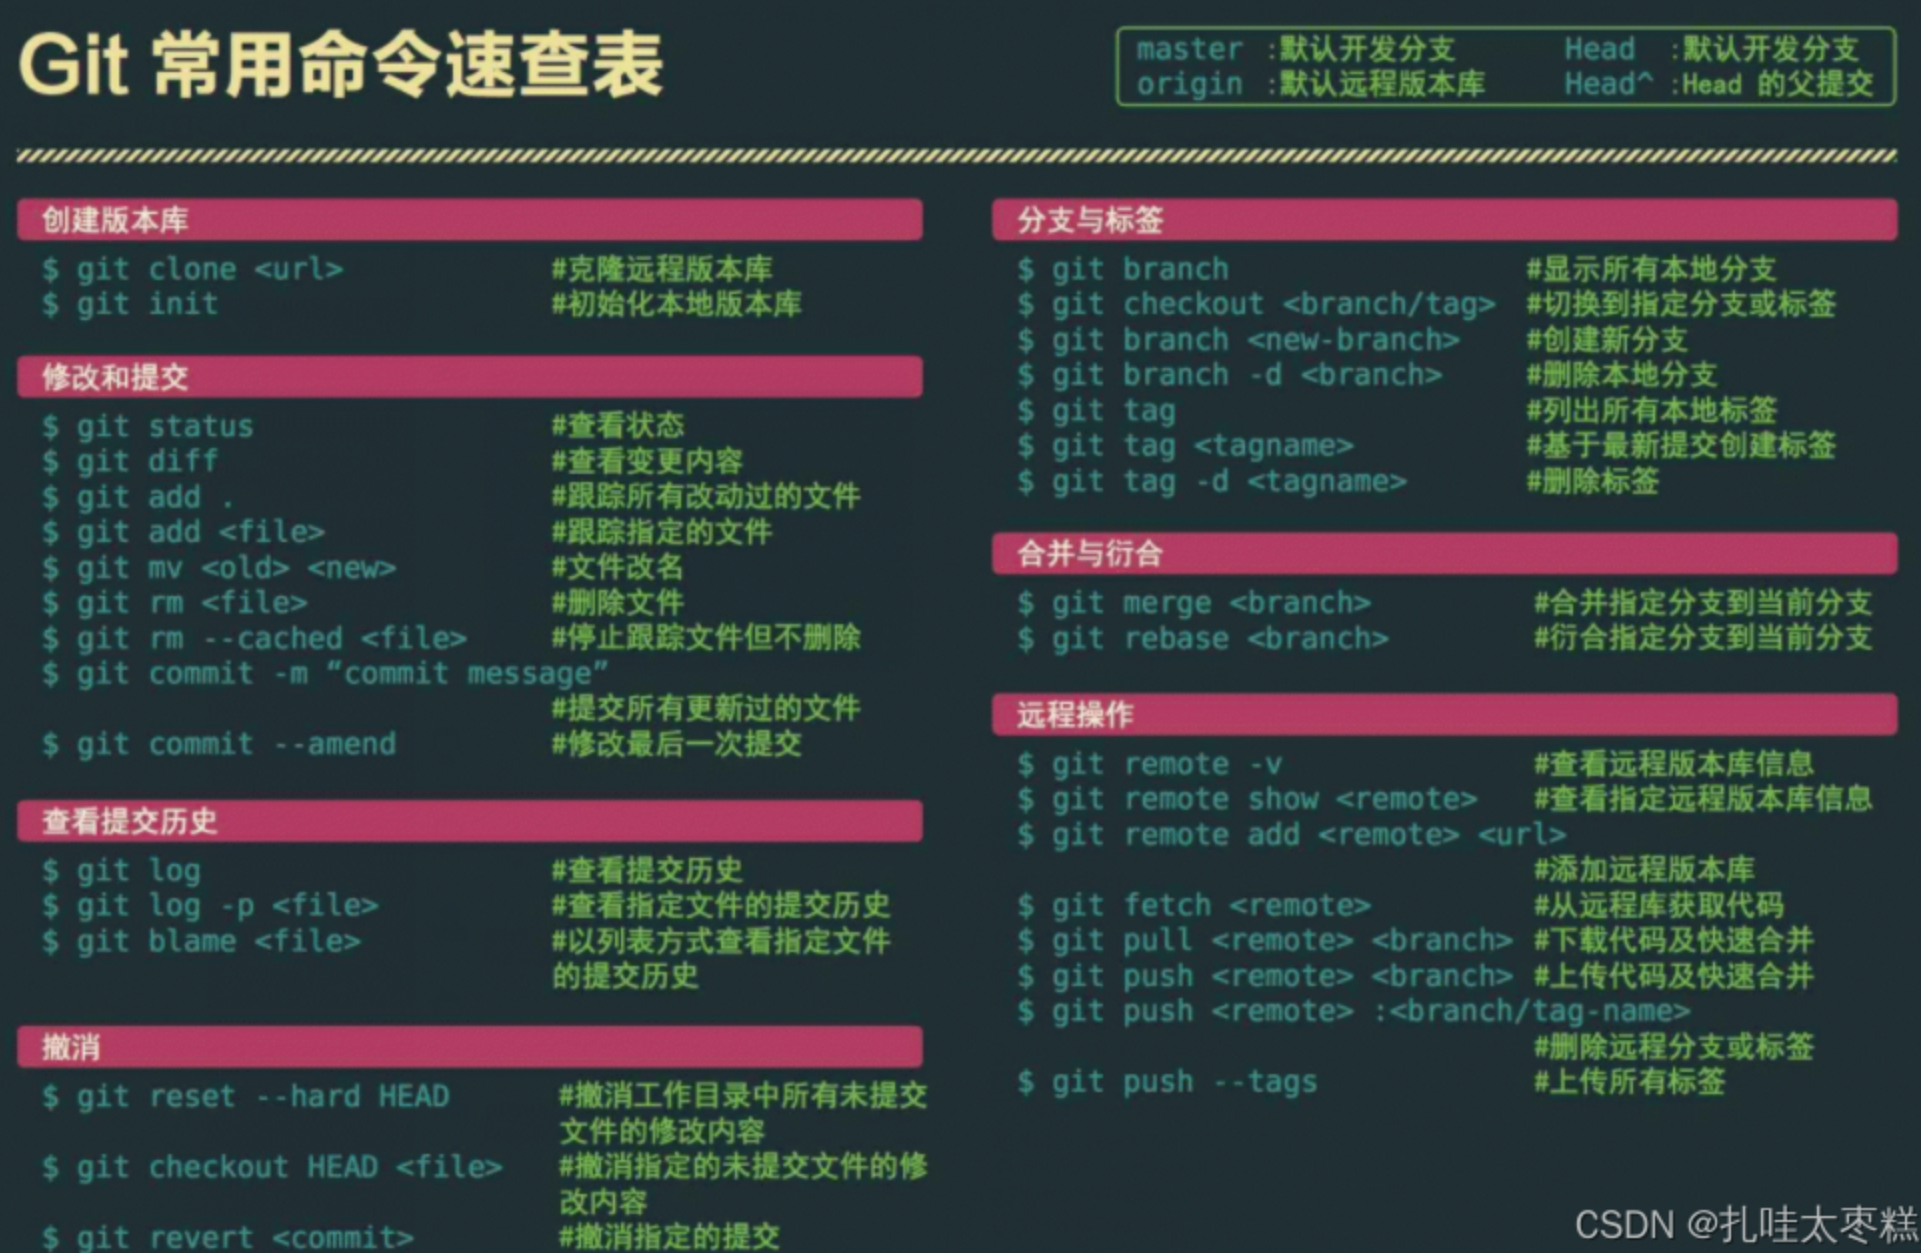 Git 常用命令速查表
master :默认开发分支 Head :默认开发分支
origin :默认远程版本库 Head^ :Head 的父提交
创建版本库
$ git clone <url> #克隆远程版本库
$ git init #初始化本地版本库
修改和提交
$ git status #查看状态
$ git diff #查看变更内容
$ git add . #跟踪所有改动过的文件
$ git add <file> #跟踪指定的文件
$ git mv <old> <new> #文件改名
$ git rm <file> #删除文件
$ git rm --cached <file> #停止跟踪文件但不删除
$ git commit -m “commit message”
#提交所有更新过的文件
$ git commit --amend #修改最后一次提交
查看提交历史
$ git log #查看提交历史
$ git log -p <file> #查看指定文件的提交历史
$ git blame <file> #以列表方式查看指定文件
的提交历史
撤消
$ git reset --hard HEAD #撤消工作目录中所有未提交
文件的修改内容
$ git checkout HEAD <file> #撤消指定的未提交文件的修
改内容
$ git revert <commit> #撤消指定的提交
分支与标签
$ git branch #显示所有本地分支
$ git checkout <branch/tag> #切换到指定分支或标签
$ git branch <new-branch> #创建新分支
$ git branch -d <branch> #删除本地分支
$ git tag #列出所有本地标签
$ git tag <tagname> #基于最新提交创建标签
$ git tag -d <tagname> #删除标签
合并与衍合
$ git merge <branch> #合并指定分支到当前分支
$ git rebase <branch> #衍合指定分支到当前分支
远程操作
$ git remote -v #查看远程版本库信息
$ git remote show <remote> #查看指定远程版本库信息
$ git remote add <remote> <url>
#添加远程版本库
$ git fetch <remote> #从远程库获取代码
$ git pull <remote> <branch> #下载代码及快速合并
$ git push <remote> <branch> #上传代码及快速合并
$ git push <remote> :<branch/tag-name>
#删除远程分支或标签
$ git push --tags #上传所有标签
CSDN @扎哇太枣糕